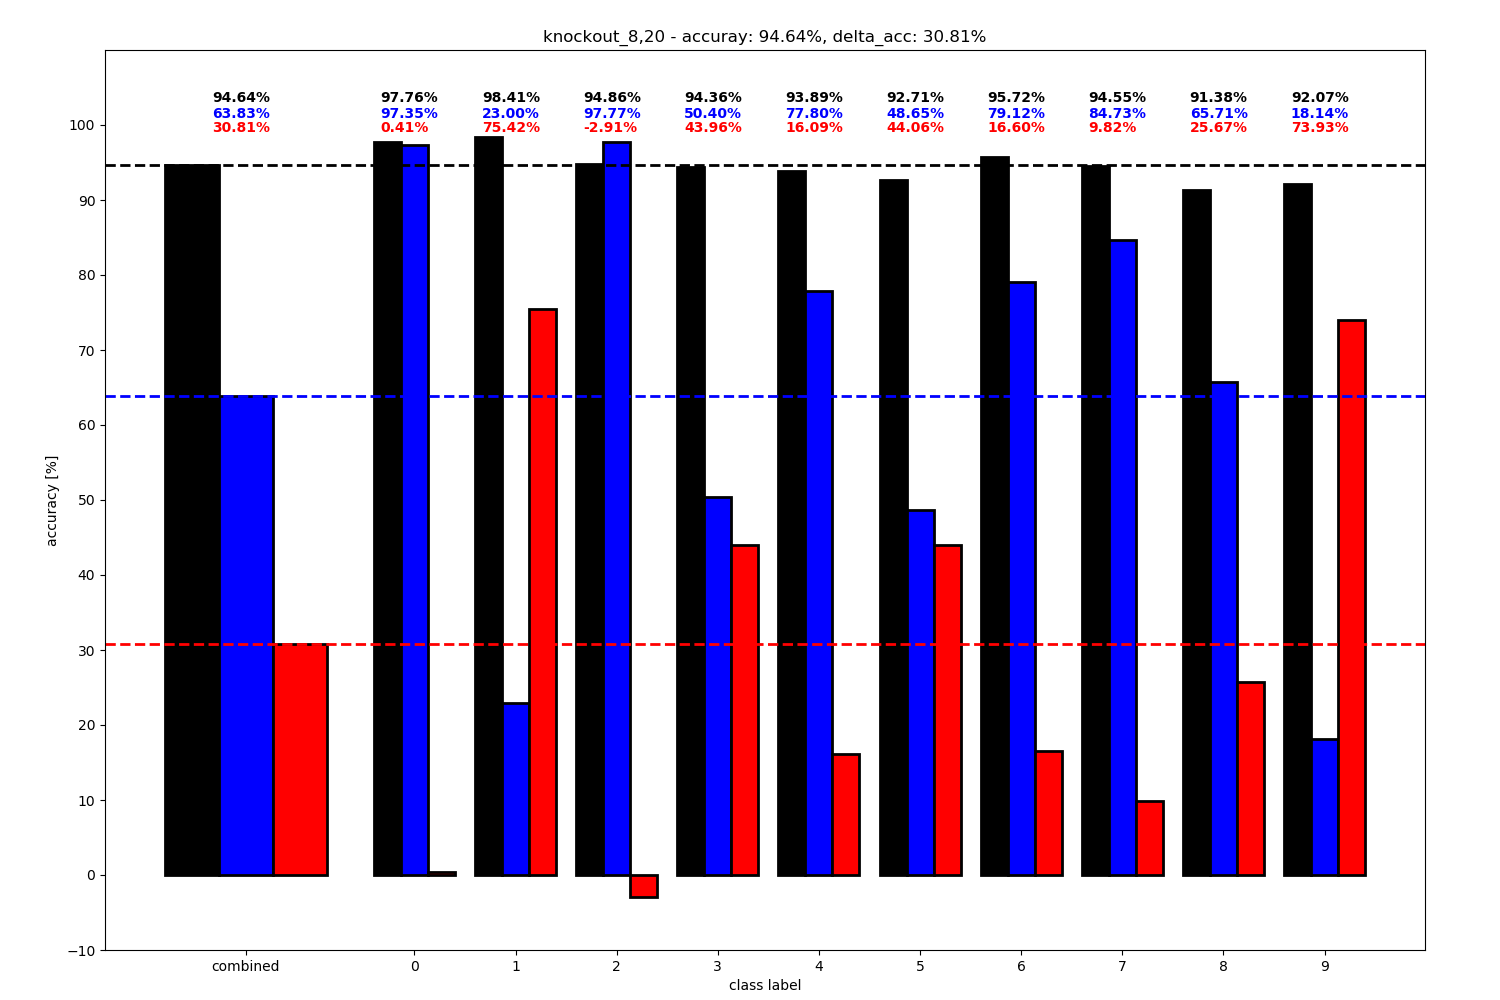 knockout_8,20 - accuray: 94.64%, delta_acc: 30.81%
94.64% 97.76% 98.41% 94.86% 94.36% 93.89% 92.71% 95.72% 94.55% 91.38% 92.07%
63.83% 97.35% 23.00% 97.77% 50.40% 77.80% 48.65% 79.12% 84.73% 65.71% 18.14%
30.81% 0.41% 75.42% -2.91% 43.96% 16.09% 44.06% 16.60% 9.82% 25.67% 73.93%
100
90
80
70
60
50
40
30
20
10
0
−10
accuracy [%]
combined 0 1 2 3 4 5 6 7 8 9
class label